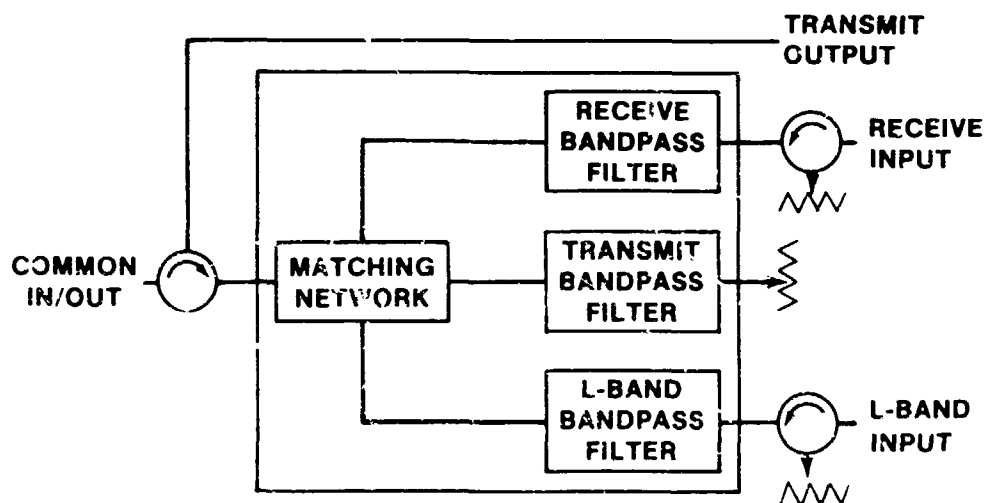 TRANSMIT
OUTPUT
RECEIVE
BANDPASS
FILTER
RECEIVE
INPUT
COMMON
IN/OUT
MATCHING
NETWORK
TRANSMIT
BANDPASS
FILTER
L-BAND
BANDPASS
FILTER
L-BAND
INPUT